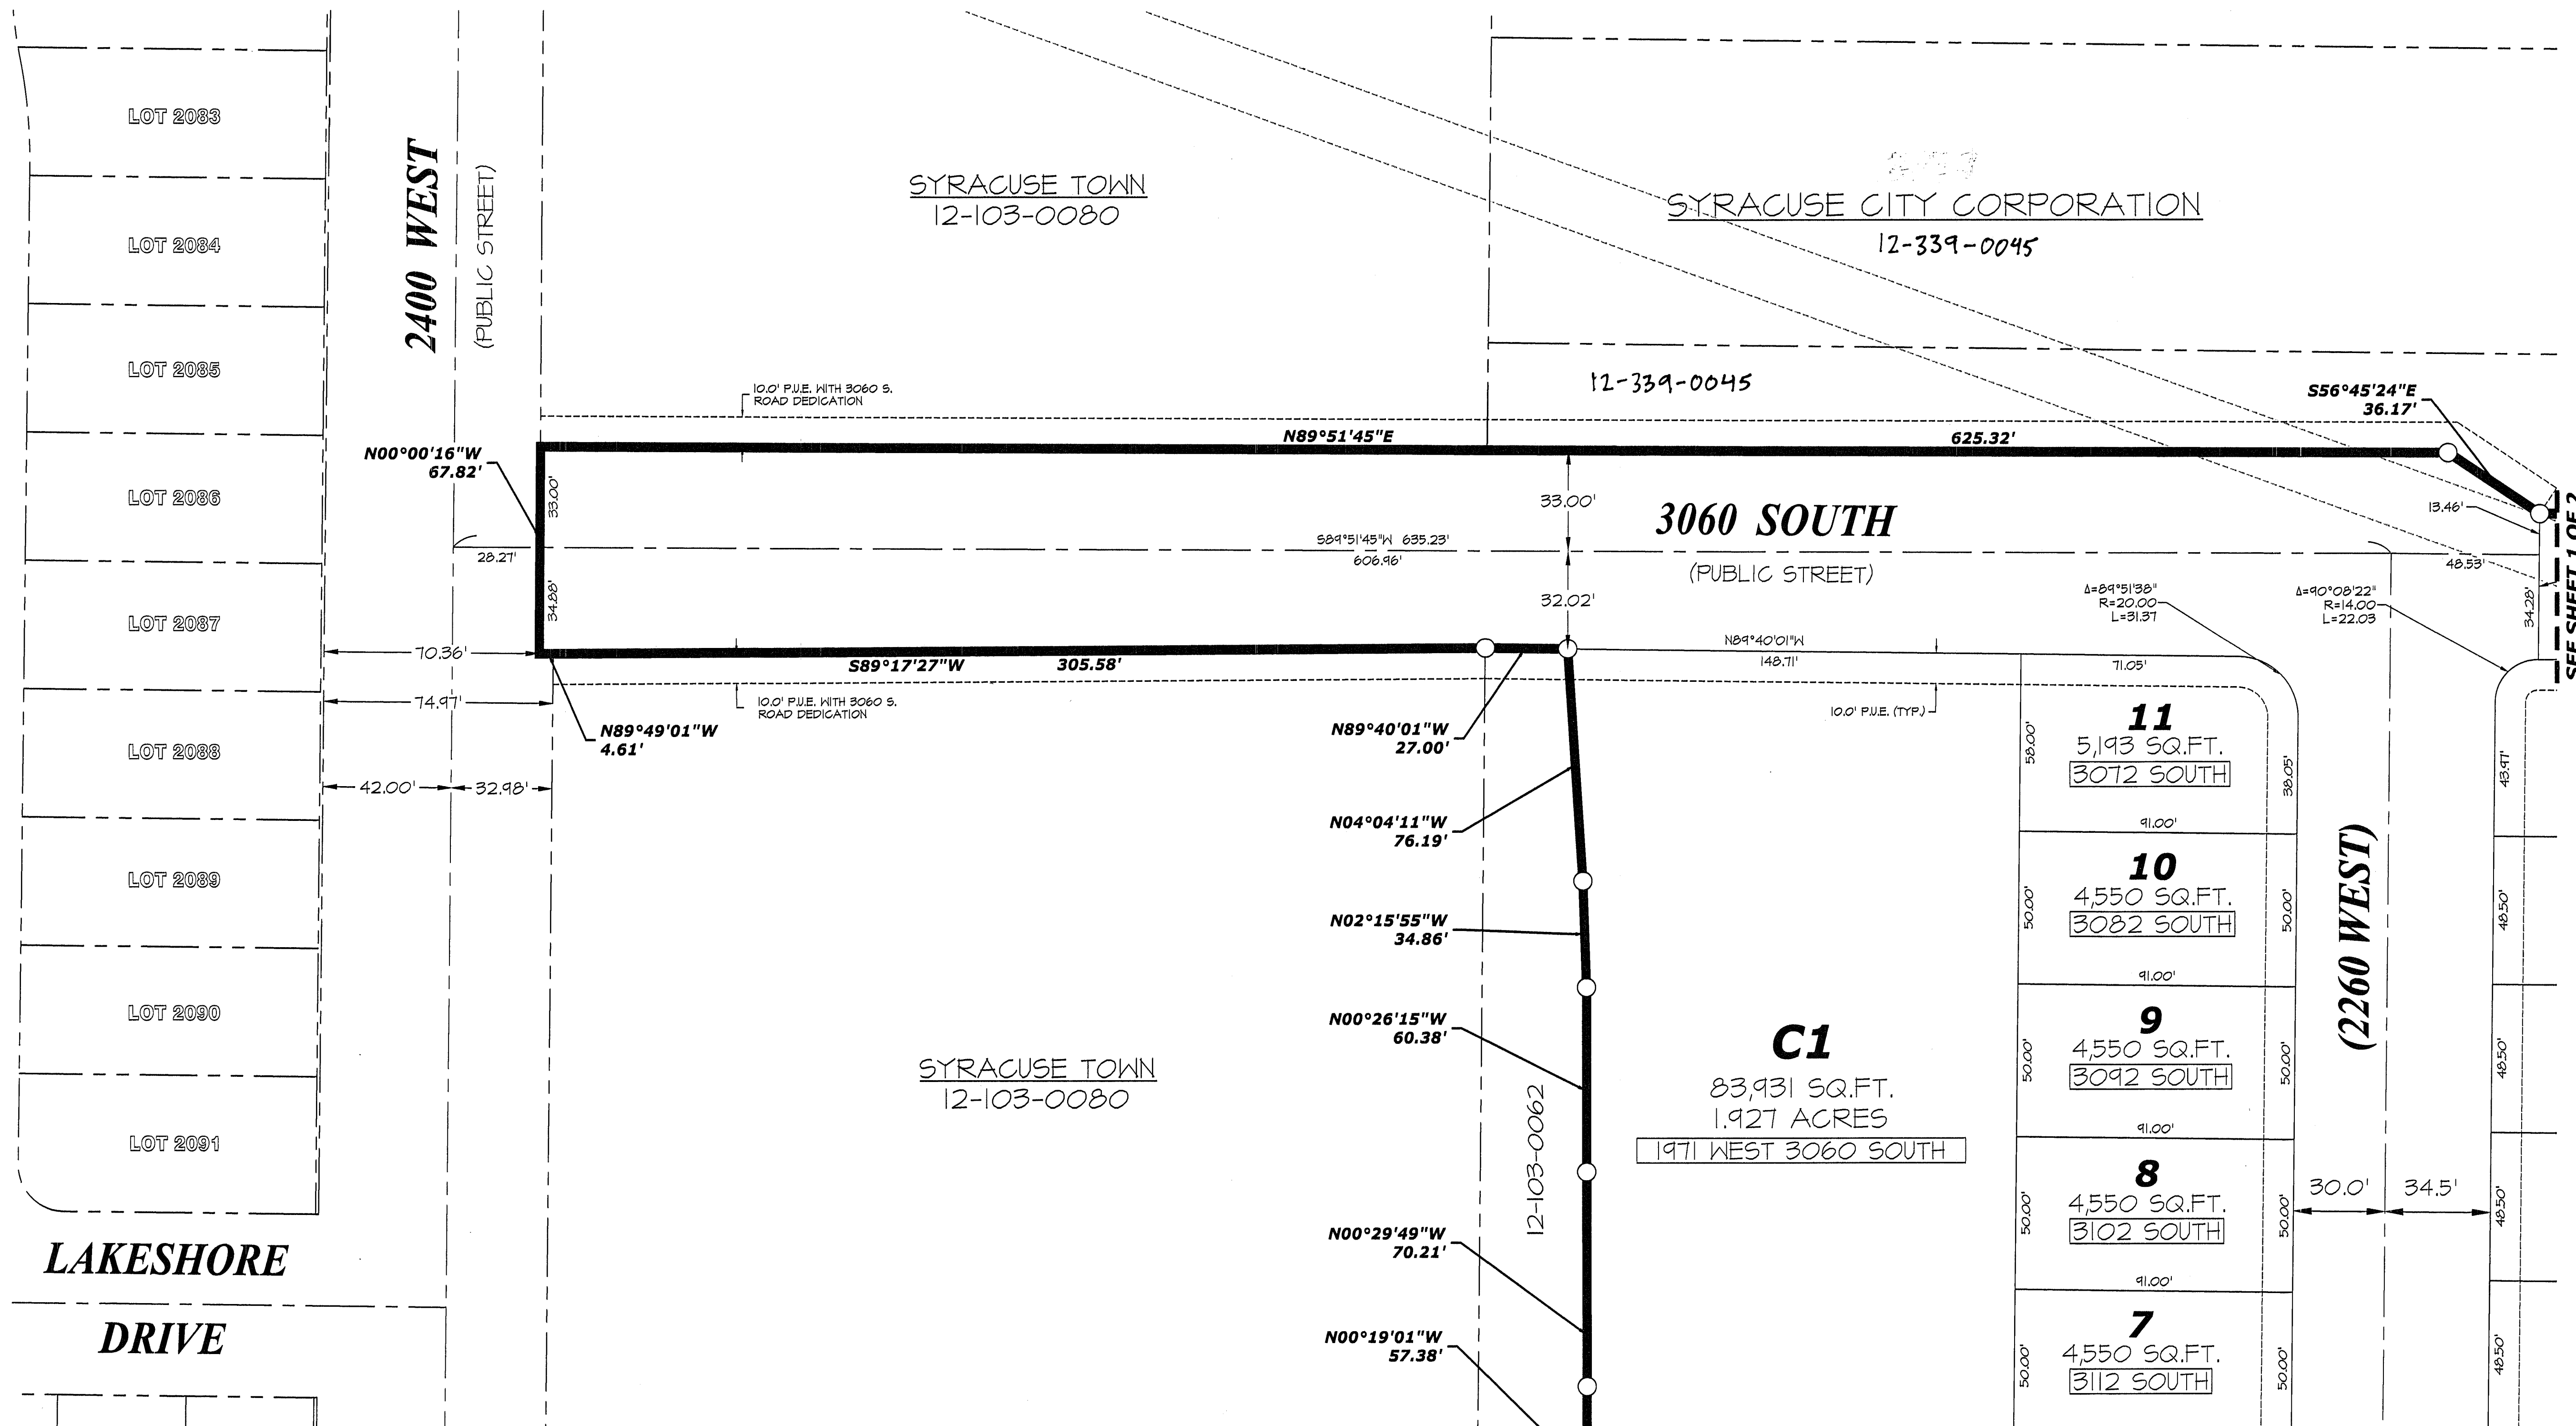 LOT 2083
LOT 2084
LOT 2085
LOT 2086
LOT 2087
LOT 2088
LOT 2089
LOT 2090
LOT 2091
LAKESHORE
DRIVE
2400 WEST
(PUBLIC STREET)
SYRACUSE TOWN
12-103-0080
SYRACUSE CITY CORPORATION
12-339-0045
12-339-0045
10.0' P.U.E. WITH 3060 S.
ROAD DEDICATION
N89°51'45"E
625.32'
S56°45'24"E
36.17'
N00°00'16"W
67.82'
33.00'
34.88'
28.27'
S89°51'45"W 635.23'
606.96'
33.00'
32.02'
3060 SOUTH
(PUBLIC STREET)
13.46'
48.53'
34.28'
SEE SHEET 1 OF 2
Δ=89°51'38"
R=20.00
L=31.37
Δ=90°08'22"
R=14.00
L=22.03
70.36'
74.97'
42.00'
32.98'
S89°17'27"W
305.58'
10.0' P.U.E. WITH 3060 S.
ROAD DEDICATION
N89°49'01"W
4.61'
N89°40'01"W
27.00'
N89°40'01"W
148.71'
71.05'
10.0' P.U.E. (TYP.)
N04°04'11"W
76.19'
N02°15'55"W
34.86'
N00°26'15"W
60.38'
N00°29'49"W
70.21'
N00°19'01"W
57.38'
SYRACUSE TOWN
12-103-0080
12-103-0062
C1
83,931 SQ.FT.
1.927 ACRES
1971 WEST 3060 SOUTH
11
5,193 SQ.FT.
3072 SOUTH
58.00'
38.05'
91.00'
10
4,550 SQ.FT.
3082 SOUTH
50.00'
50.00'
91.00'
9
4,550 SQ.FT.
3092 SOUTH
50.00'
50.00'
91.00'
8
4,550 SQ.FT.
3102 SOUTH
50.00'
50.00'
91.00'
7
4,550 SQ.FT.
3112 SOUTH
50.00'
50.00'
(2260 WEST)
30.0'
34.5'
43.97'
48.50'
48.50'
48.50'
48.50'